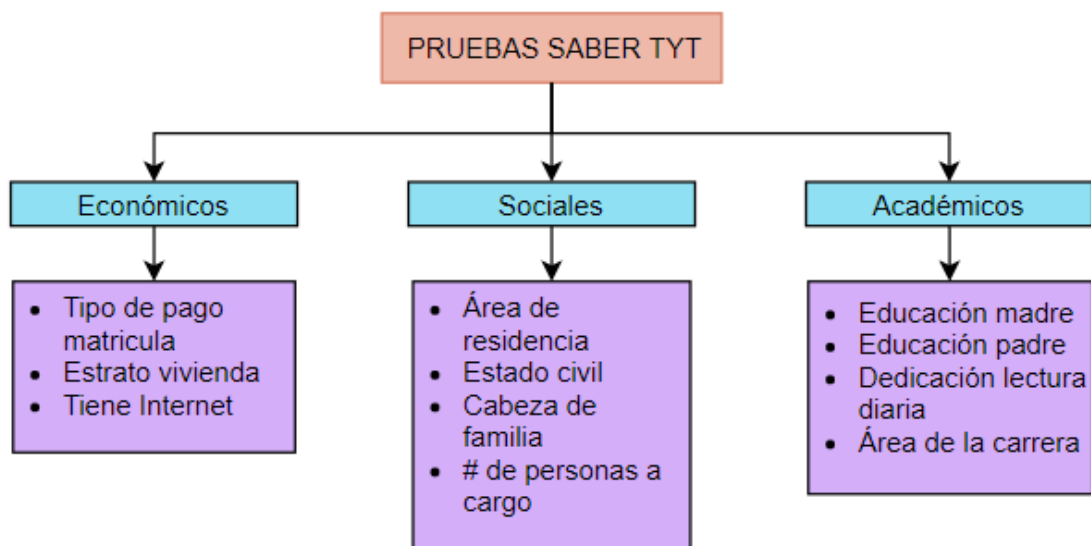 PRUEBAS SABER TYT
Económicos
Sociales
Académicos
• Tipo de pago
matricula
• Estrato vivienda
• Tiene Internet
• Área de
residencia
• Estado civil
• Cabeza de
familia
• # de personas a
cargo
• Educación madre
• Educación padre
• Dedicación lectura
diaria
• Área de la carrera